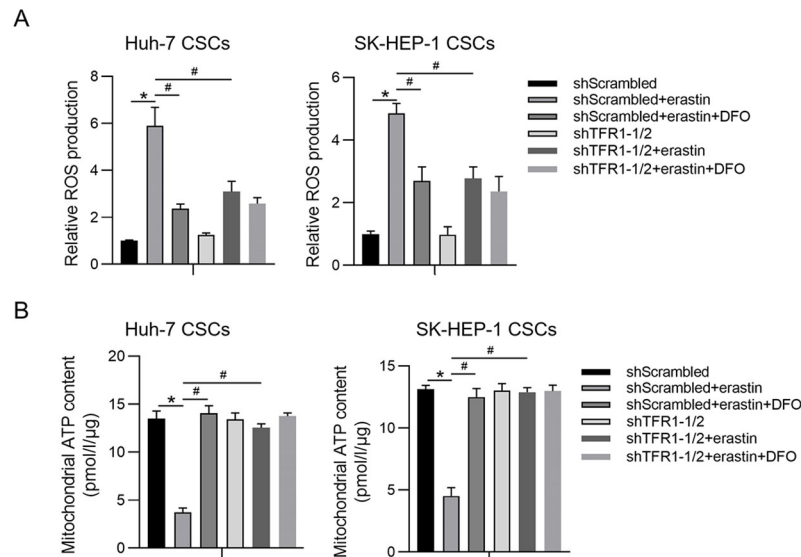 A
Huh-7 CSCs
SK-HEP-1 CSCs
Relative ROS production
8
6
4
2
0
*
#
#
Relative ROS production
6
4
2
0
*
#
#
shScrambled
shScrambled+erastin
shScrambled+erastin+DFO
shTFR1-1/2
shTFR1-1/2+erastin
shTFR1-1/2+erastin+DFO
B
Huh-7 CSCs
SK-HEP-1 CSCs
Mitochondrial ATP content
(pmol/l/μg)
20
15
10
5
0
*
#
#
Mitochondrial ATP content
(pmol/l/μg)
15
10
5
0
*
#
#
shScrambled
shScrambled+erastin
shScrambled+erastin+DFO
shTFR1-1/2
shTFR1-1/2+erastin
shTFR1-1/2+erastin+DFO